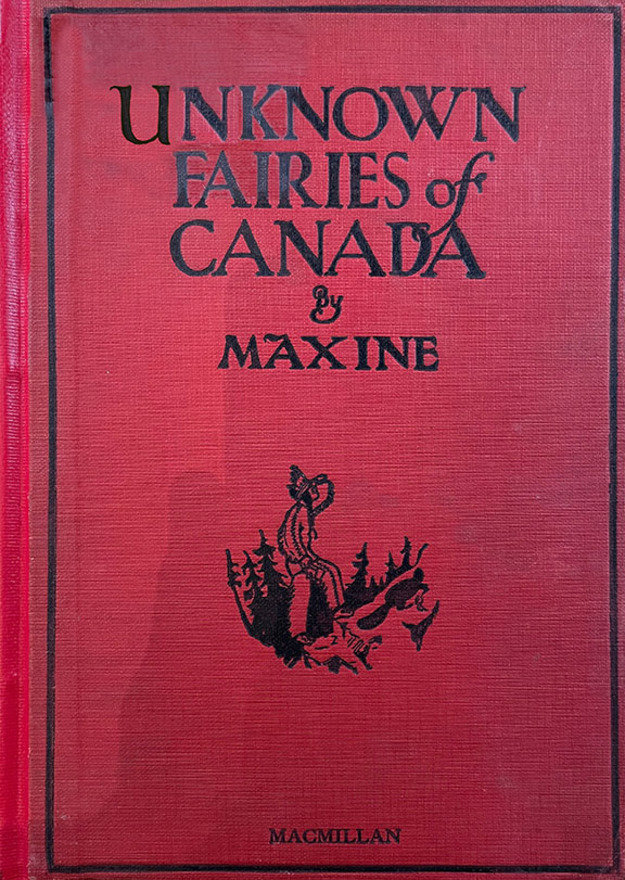 UNKNOWN
FAIRIES of
CANADA
By
MAXINE
MACMILLAN